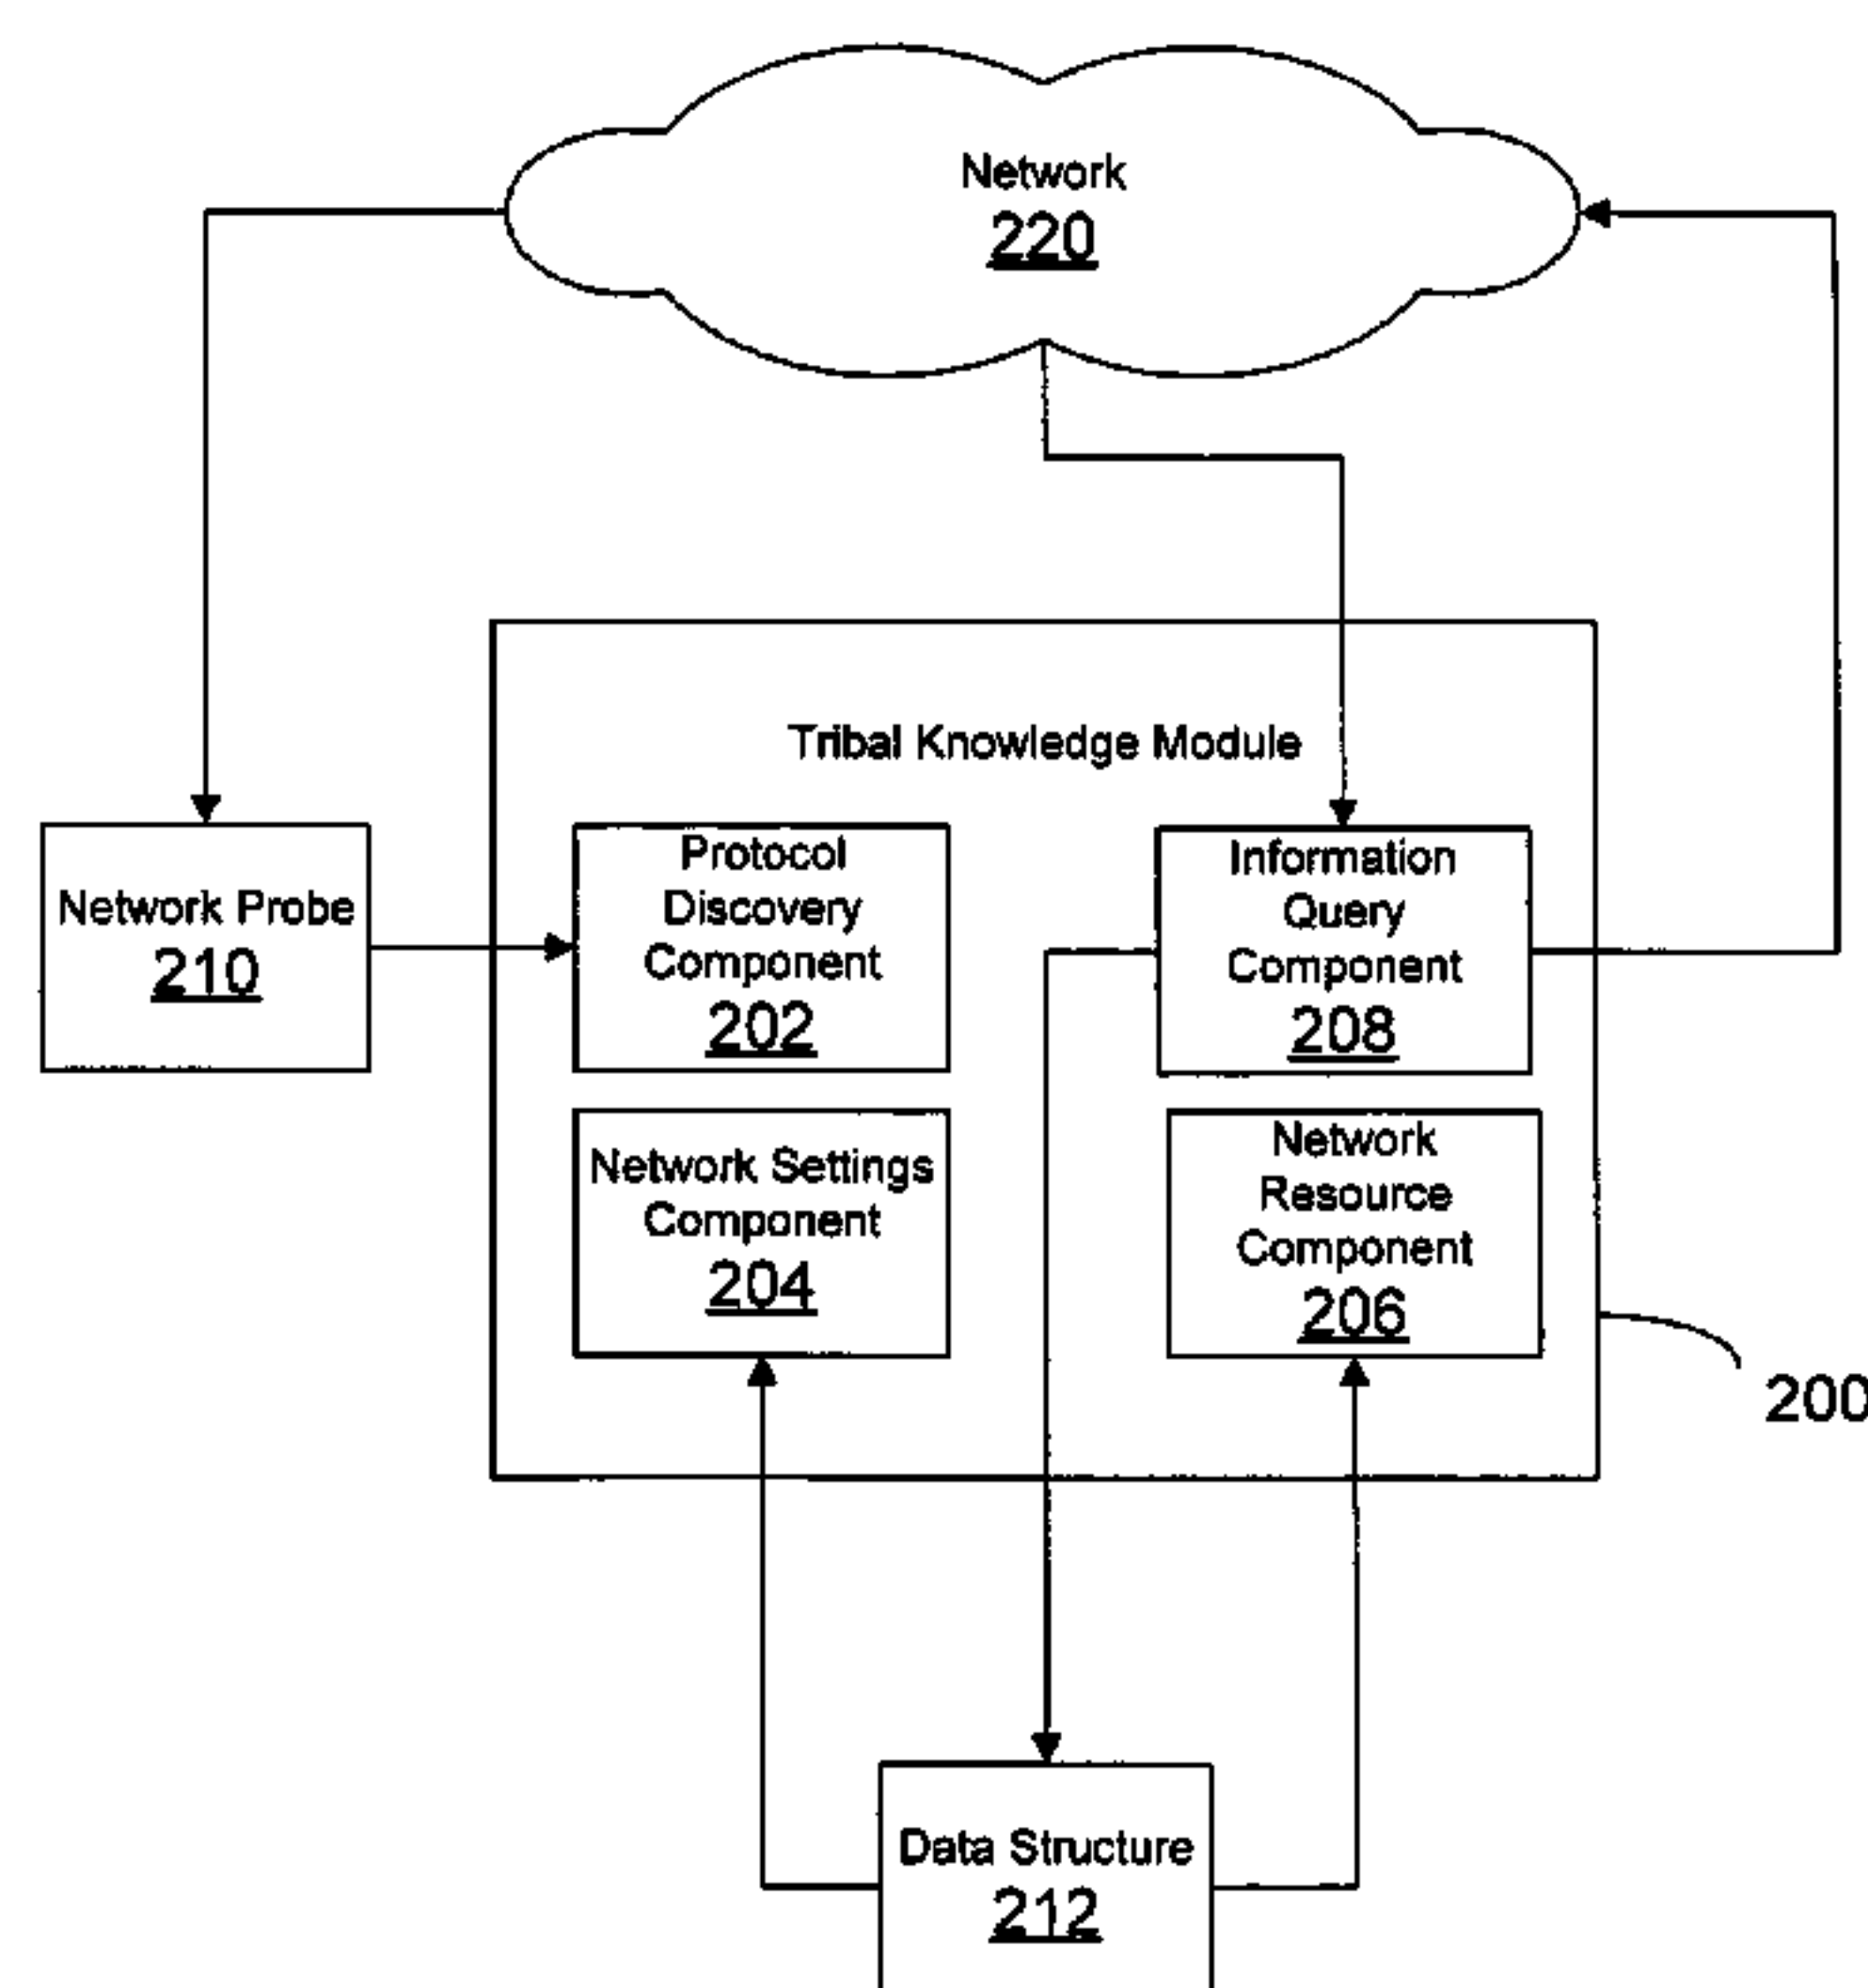 Network
220
Tribal Knowledge Module
Network Probe
210
Protocol
Discovery
Component
202
Information
Query
Component
208
Network Settings
Component
204
Network
Resource
Component
206
200
Data Structure
212